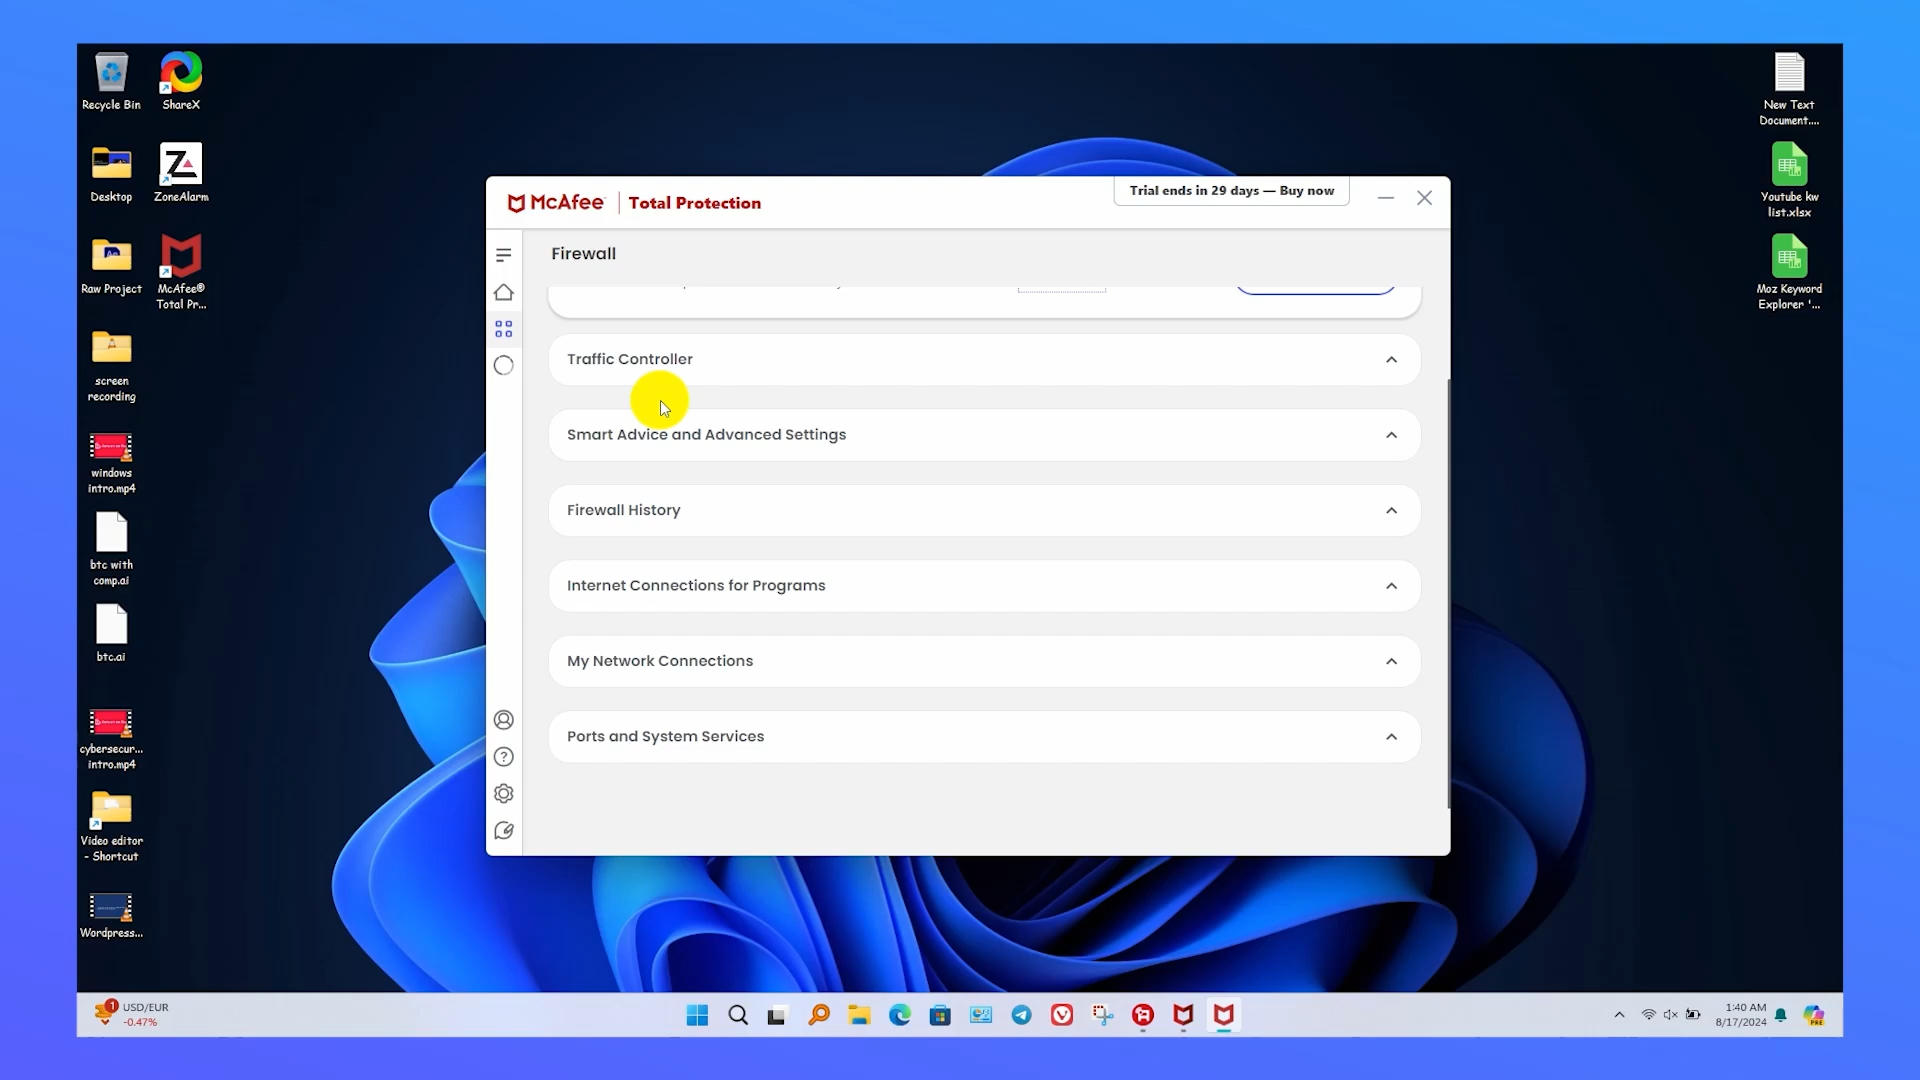 Recycle Bin
ShareX
Desktop
ZoneAlarm
Raw Project
McAfee®
Total Pr...
screen
recording
windows
intro.mp4
btc with
comp.ai
btc.ai
cybersecur...
intro.mp4
Video editor
- Shortcut
Wordpress...
New Text
Document....
Youtube kw
list.xlsx
Moz Keyword
Explorer '...
McAfee | Total Protection
Trial ends in 29 days — Buy now
Firewall
Traffic Controller
Smart Advice and Advanced Settings
Firewall History
Internet Connections for Programs
My Network Connections
Ports and System Services
1
USD/EUR
-0.47%
1:40 AM
8/17/2024
PRE